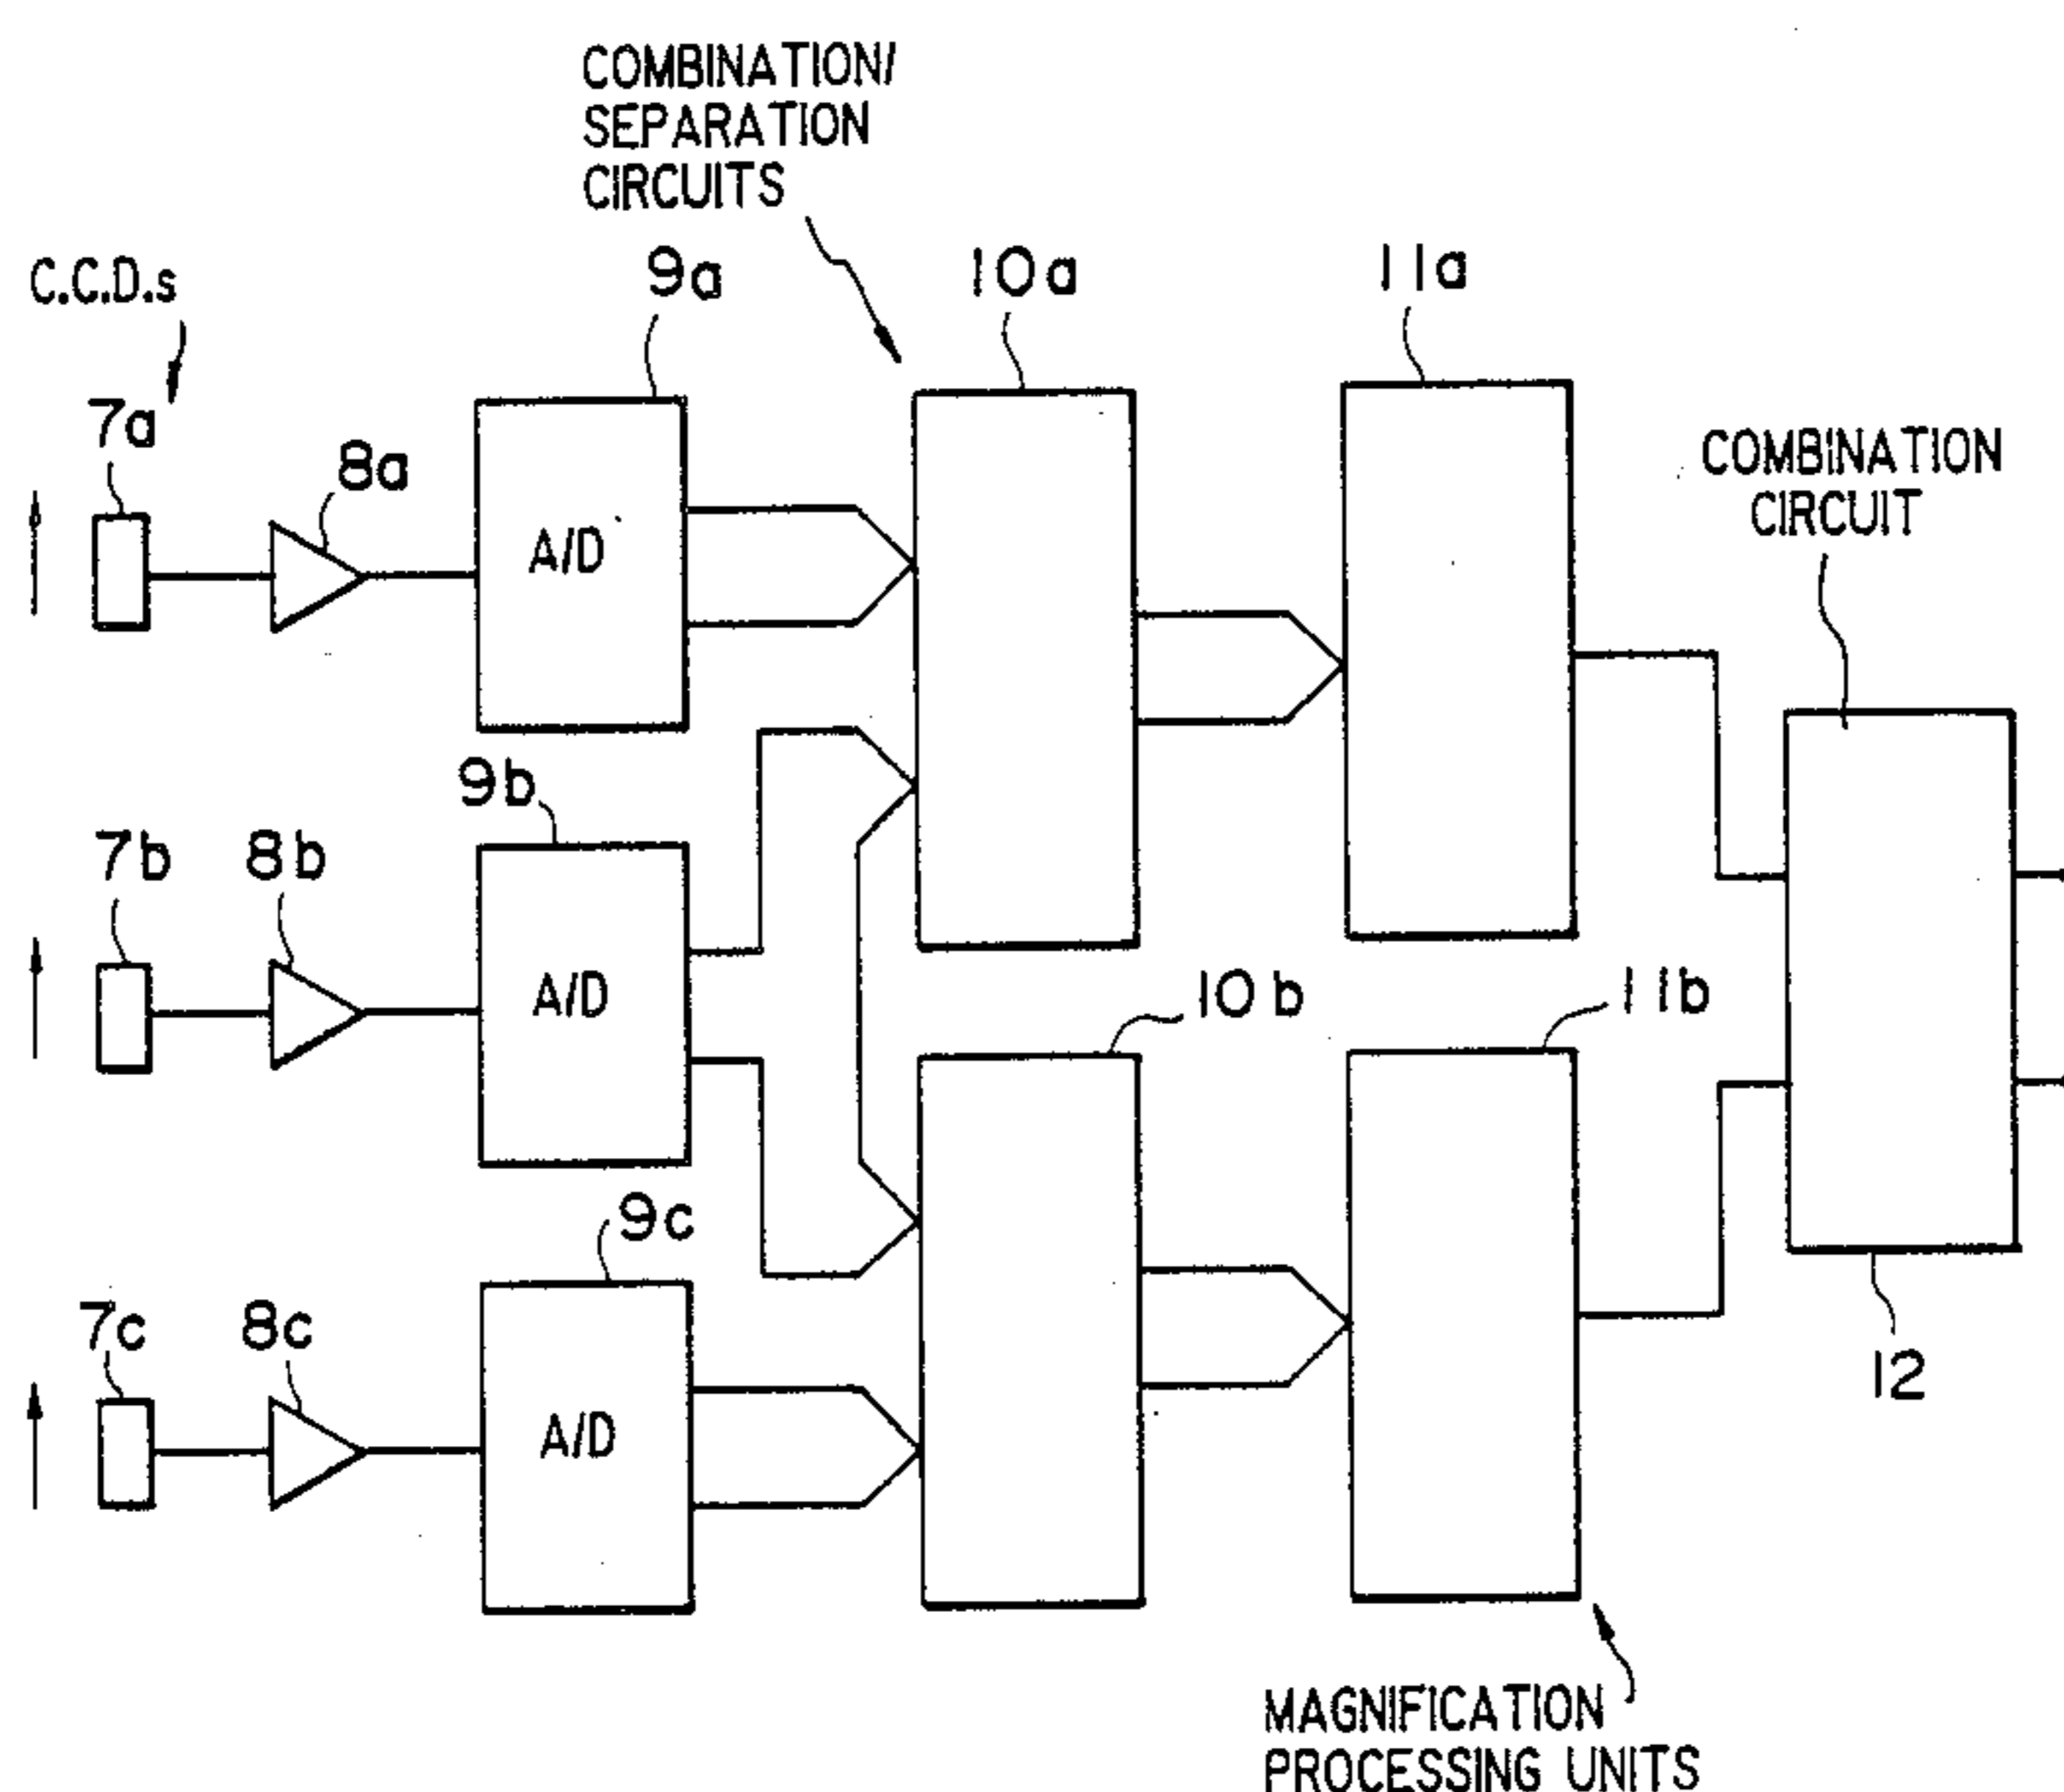 COMBINATION/
SEPARATION
CIRCUITS
C.C.D.s
9a
10a
11a
7a
8a
COMBINATION
CIRCUIT
A/D
9b
7b
8b
A/D
10b
11b
9c
7c
8c
A/D
12
MAGNIFICATION
PROCESSING UNITS